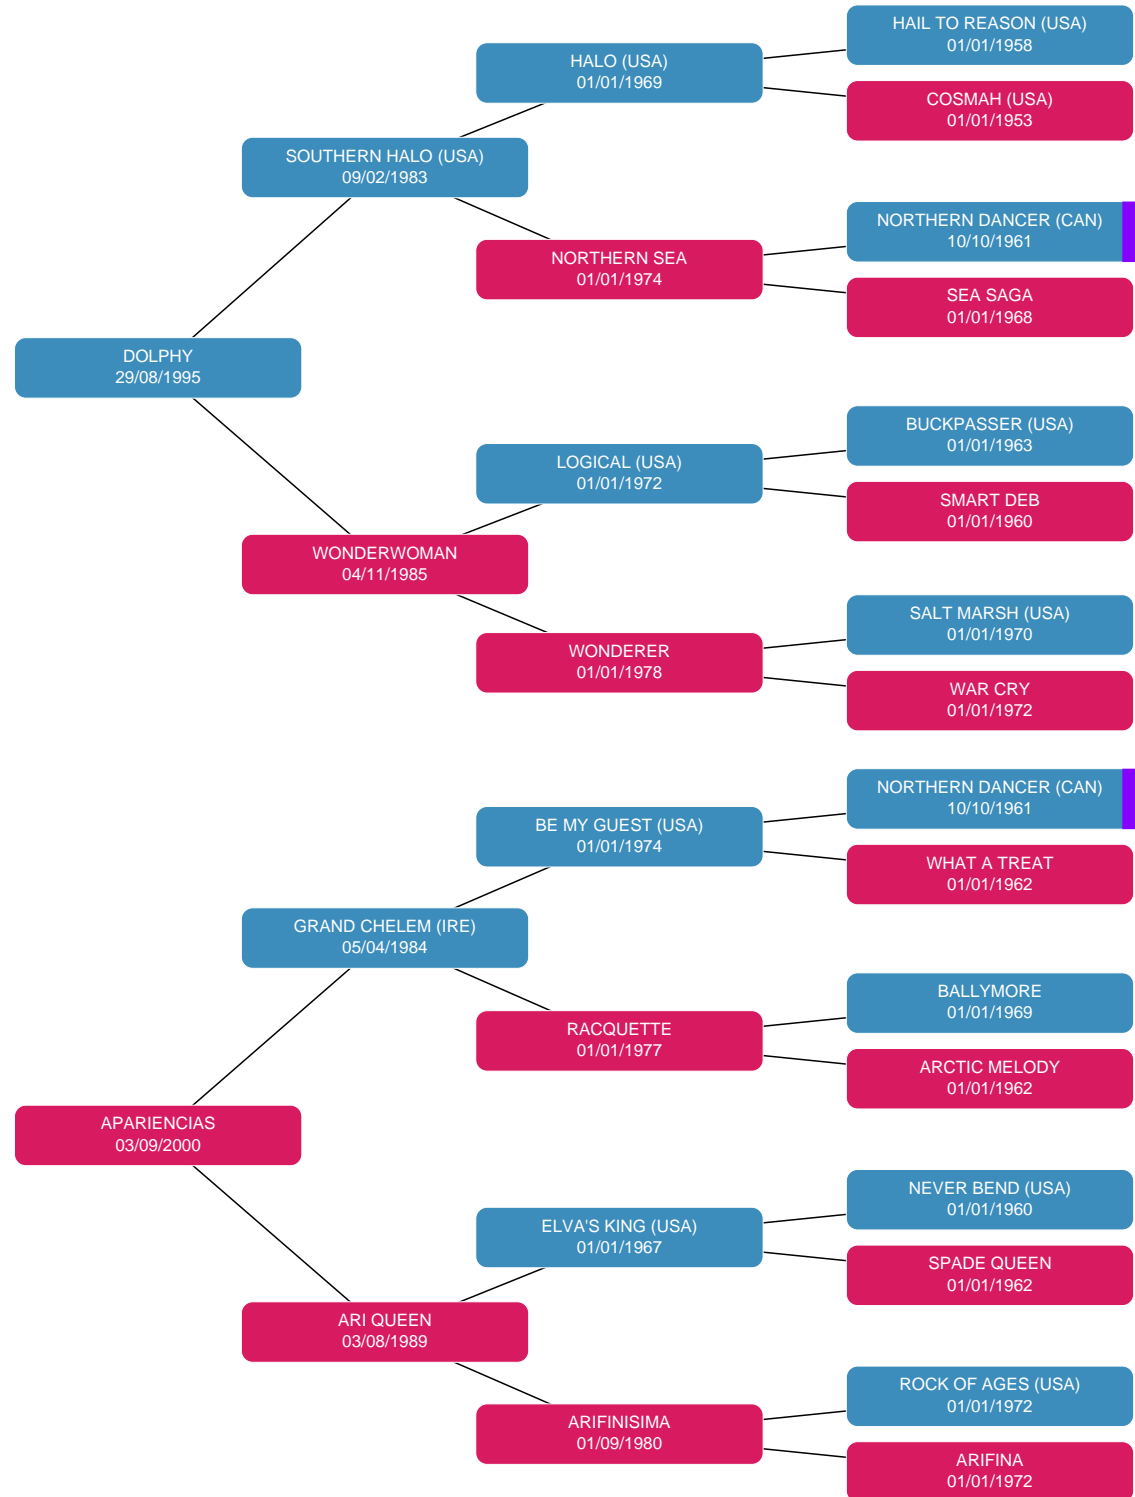 HAIL TO REASON (USA)
01/01/1958
HALO (USA)
01/01/1969
COSMAH (USA)
01/01/1953
SOUTHERN HALO (USA)
09/02/1983
NORTHERN DANCER (CAN)
10/10/1961
NORTHERN SEA
01/01/1974
SEA SAGA
01/01/1968
DOLPHY
29/08/1995
BUCKPASSER (USA)
01/01/1963
LOGICAL (USA)
01/01/1972
SMART DEB
01/01/1960
WONDERWOMAN
04/11/1985
SALT MARSH (USA)
01/01/1970
WONDERER
01/01/1978
WAR CRY
01/01/1972
NORTHERN DANCER (CAN)
10/10/1961
BE MY GUEST (USA)
01/01/1974
WHAT A TREAT
01/01/1962
GRAND CHELEM (IRE)
05/04/1984
BALLYMORE
01/01/1969
RACQUETTE
01/01/1977
ARCTIC MELODY
01/01/1962
APARIENCIAS
03/09/2000
NEVER BEND (USA)
01/01/1960
ELVA'S KING (USA)
01/01/1967
SPADE QUEEN
01/01/1962
ARI QUEEN
03/08/1989
ROCK OF AGES (USA)
01/01/1972
ARIFINISIMA
01/09/1980
ARIFINA
01/01/1972